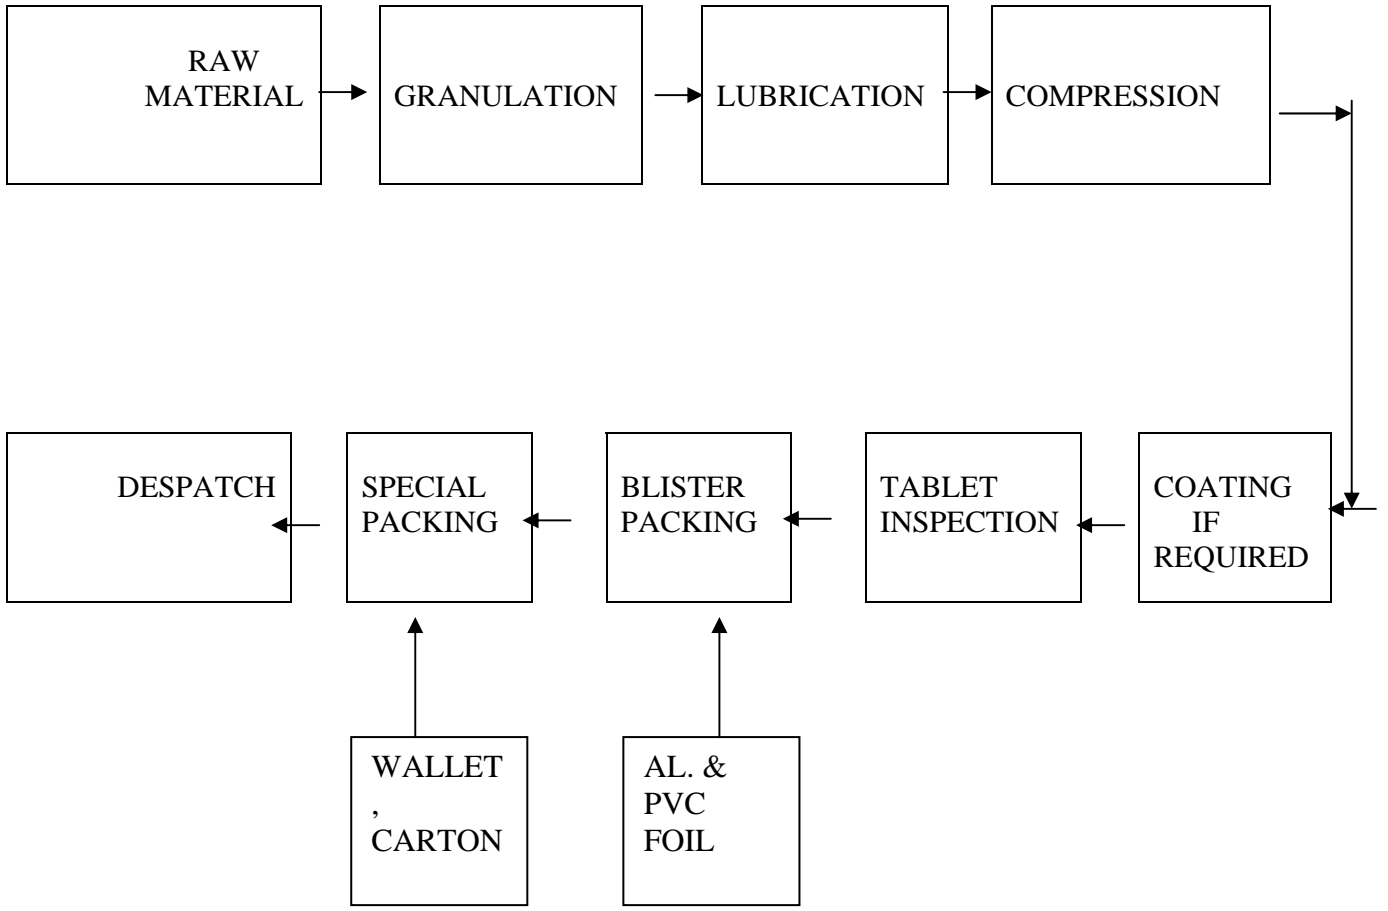 RAW
MATERIAL
GRANULATION
LUBRICATION
COMPRESSION
DESPATCH
SPECIAL
PACKING
BLISTER
PACKING
TABLET
INSPECTION
COATING
IF
REQUIRED
WALLET
,
CARTON
AL. &
PVC
FOIL